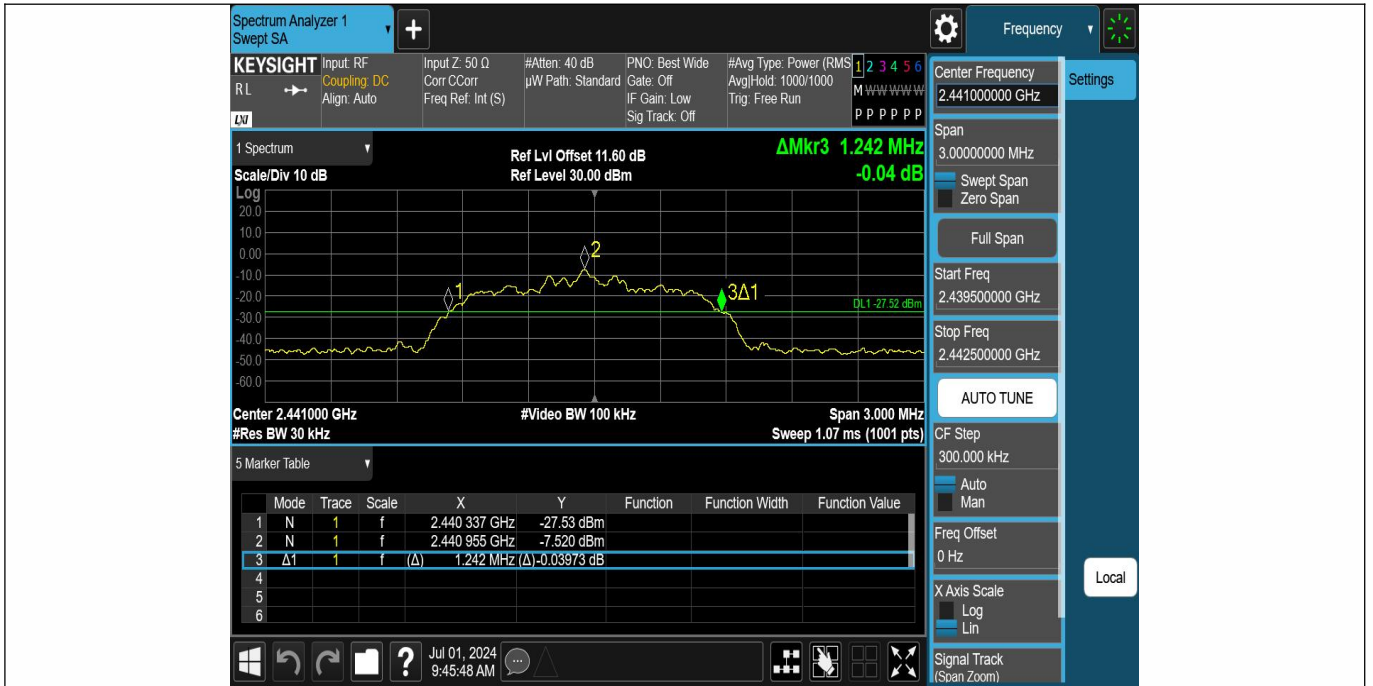 Spectrum Analyzer 1
Swept SA
+
Frequency
KEYSIGHT
RL
LXI
Input: RF
Coupling: DC
Align: Auto
Input Z: 50 Ω
Corr CCorr
Freq Ref: Int (S)
#Atten: 40 dB
µW Path: Standard
PNO: Best Wide
Gate: Off
IF Gain: Low
Sig Track: Off
#Avg Type: Power (RMS
Avg|Hold: 1000/1000
Trig: Free Run
1 2 3 4 5 6
M W W W W W
P P P P P P
1 Spectrum
Scale/Div 10 dB
Ref Lvl Offset 11.60 dB
Ref Level 30.00 dBm
ΔMkr3 1.242 MHz
-0.04 dB
Log
20.0
10.0
0.00
-10.0
-20.0
-30.0
-40.0
-50.0
-60.0
1
2
3Δ1
DL1 -27.52 dBm
Center 2.441000 GHz
#Res BW 30 kHz
#Video BW 100 kHz
Span 3.000 MHz
Sweep 1.07 ms (1001 pts)
5 Marker Table
Mode Trace Scale X Y Function Function Width Function Value
1 N 1 f 2.440 337 GHz -27.53 dBm
2 N 1 f 2.440 955 GHz -7.520 dBm
3 Δ1 1 f (Δ) 1.242 MHz (Δ) -0.03973 dB
4
5
6
?
Jul 01, 2024
9:45:48 AM
Center Frequency
2.441000000 GHz
Settings
Span
3.00000000 MHz
Swept Span
Zero Span
Full Span
Start Freq
2.439500000 GHz
Stop Freq
2.442500000 GHz
AUTO TUNE
CF Step
300.000 kHz
Auto
Man
Freq Offset
0 Hz
X Axis Scale
Log
Lin
Signal Track
(Span Zoom)
Local